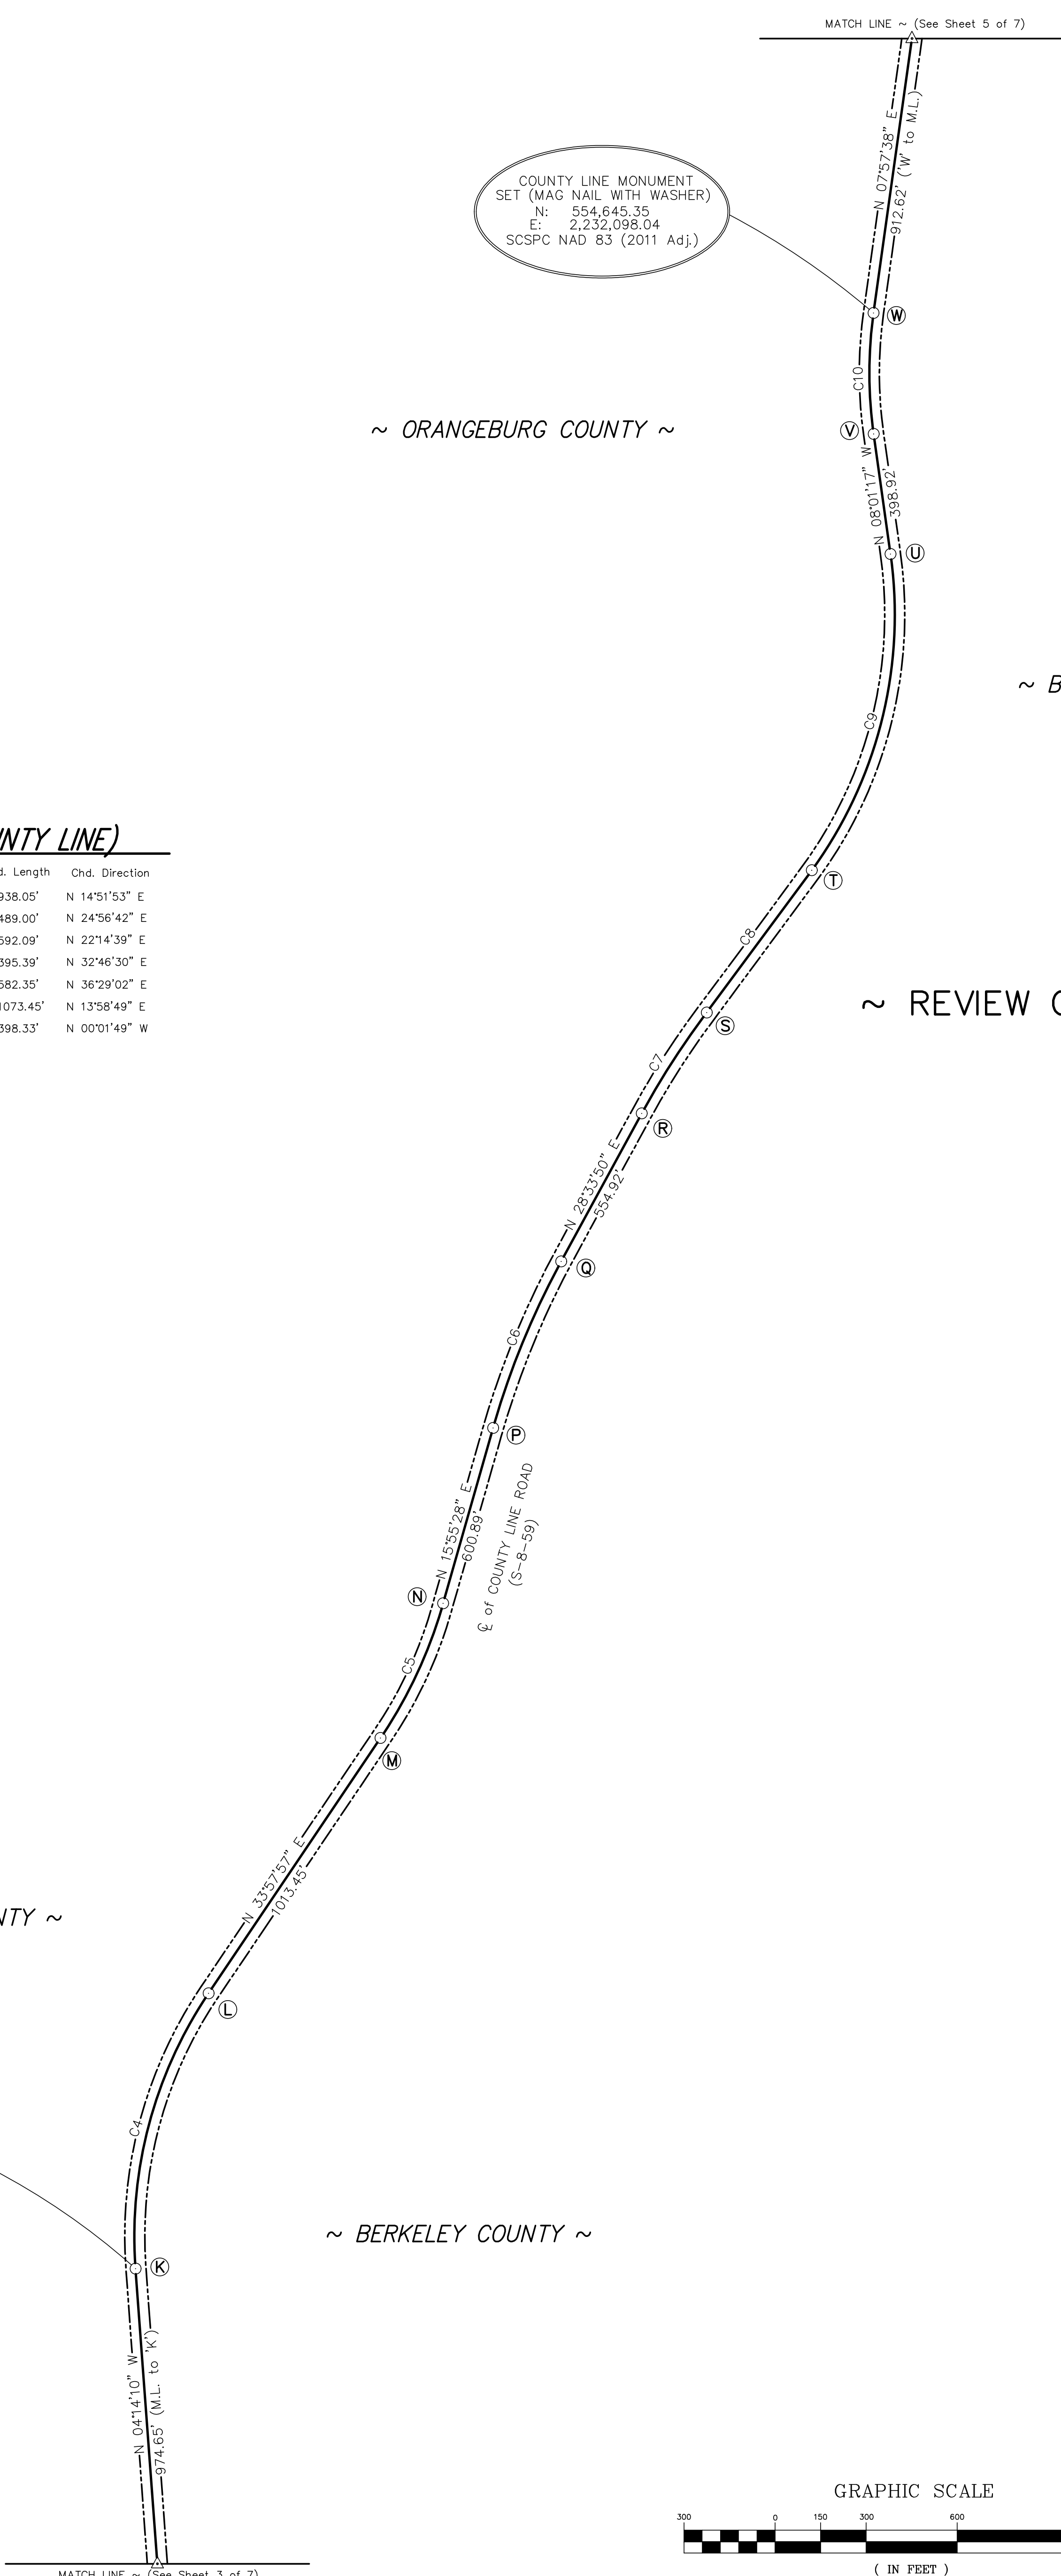 MATCH LINE ~ (See Sheet 5 of 7)
N 07°57'38" E
912.62' ('W' to M.L.)
COUNTY LINE MONUMENT
SET (MAG NAIL WITH WASHER)
N: 554,645.35
E: 2,232,098.04
SCSPC NAD 83 (2011 Adj.)
W
C10
~ ORANGEBURG COUNTY ~
V
N 08°01'17" W
398.92'
U
~ B
C9
UNTY LINE)
d. Length Chd. Direction
938.05' N 14°51'53" E
489.00' N 24°56'42" E
592.09' N 22°14'39" E
395.39' N 32°46'30" E
582.35' N 36°29'02" E
1073.45' N 13°58'49" E
398.33' N 00°01'49" W
T
C8
~ REVIEW
S
C7
R
N 28°33'50" E
554.92'
Q
C6
P
N 15°55'28" E
600.89'
℄ of COUNTY LINE ROAD
(S-8-59)
N
C5
M
N 33°57'57" E
1013.45'
NTY ~
L
C4
~ BERKELEY COUNTY ~
K
N 04°14'10" W
974.65' (M.L. to 'K')
GRAPHIC SCALE
300 0 150 300 600
( IN FEET )
MATCH LINE ~ (See Sheet 3 of 7)